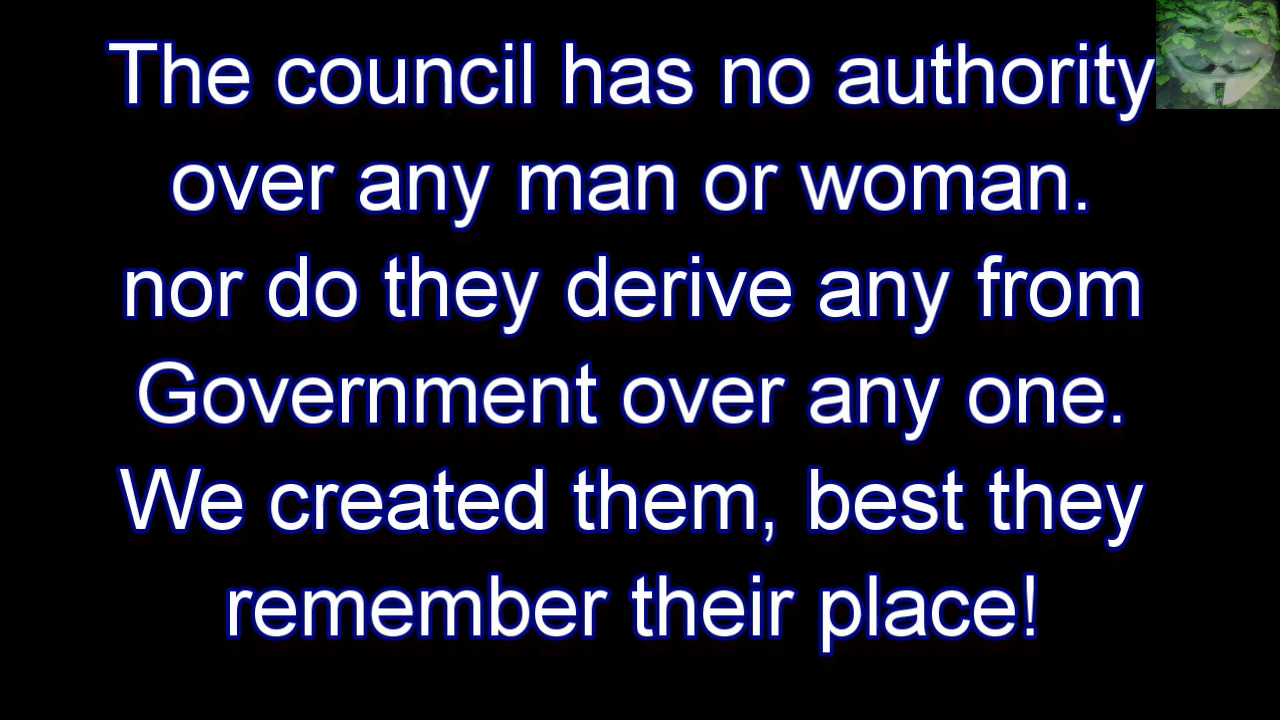 The council has no authority
over any man or woman.
nor do they derive any from
Government over any one.
We created them, best they
remember their place!